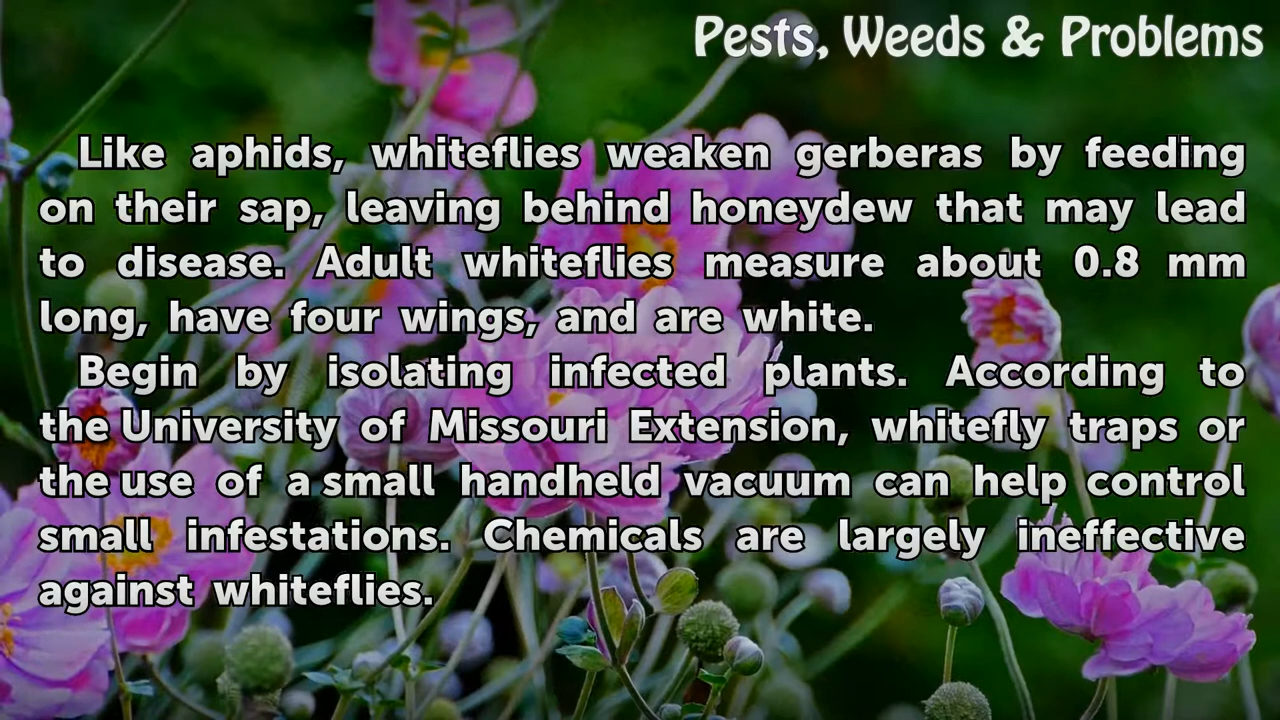 Pests, Weeds & Problems
Like aphids, whiteflies weaken gerberas by feeding
on their sap, leaving behind honeydew that may lead
to disease. Adult whiteflies measure about 0.8 mm
long, have four wings, and are white.
Begin by isolating infected plants. According to
the University of Missouri Extension, whitefly traps or
the use of a small handheld vacuum can help control
small infestations. Chemicals are largely ineffective
against whiteflies.